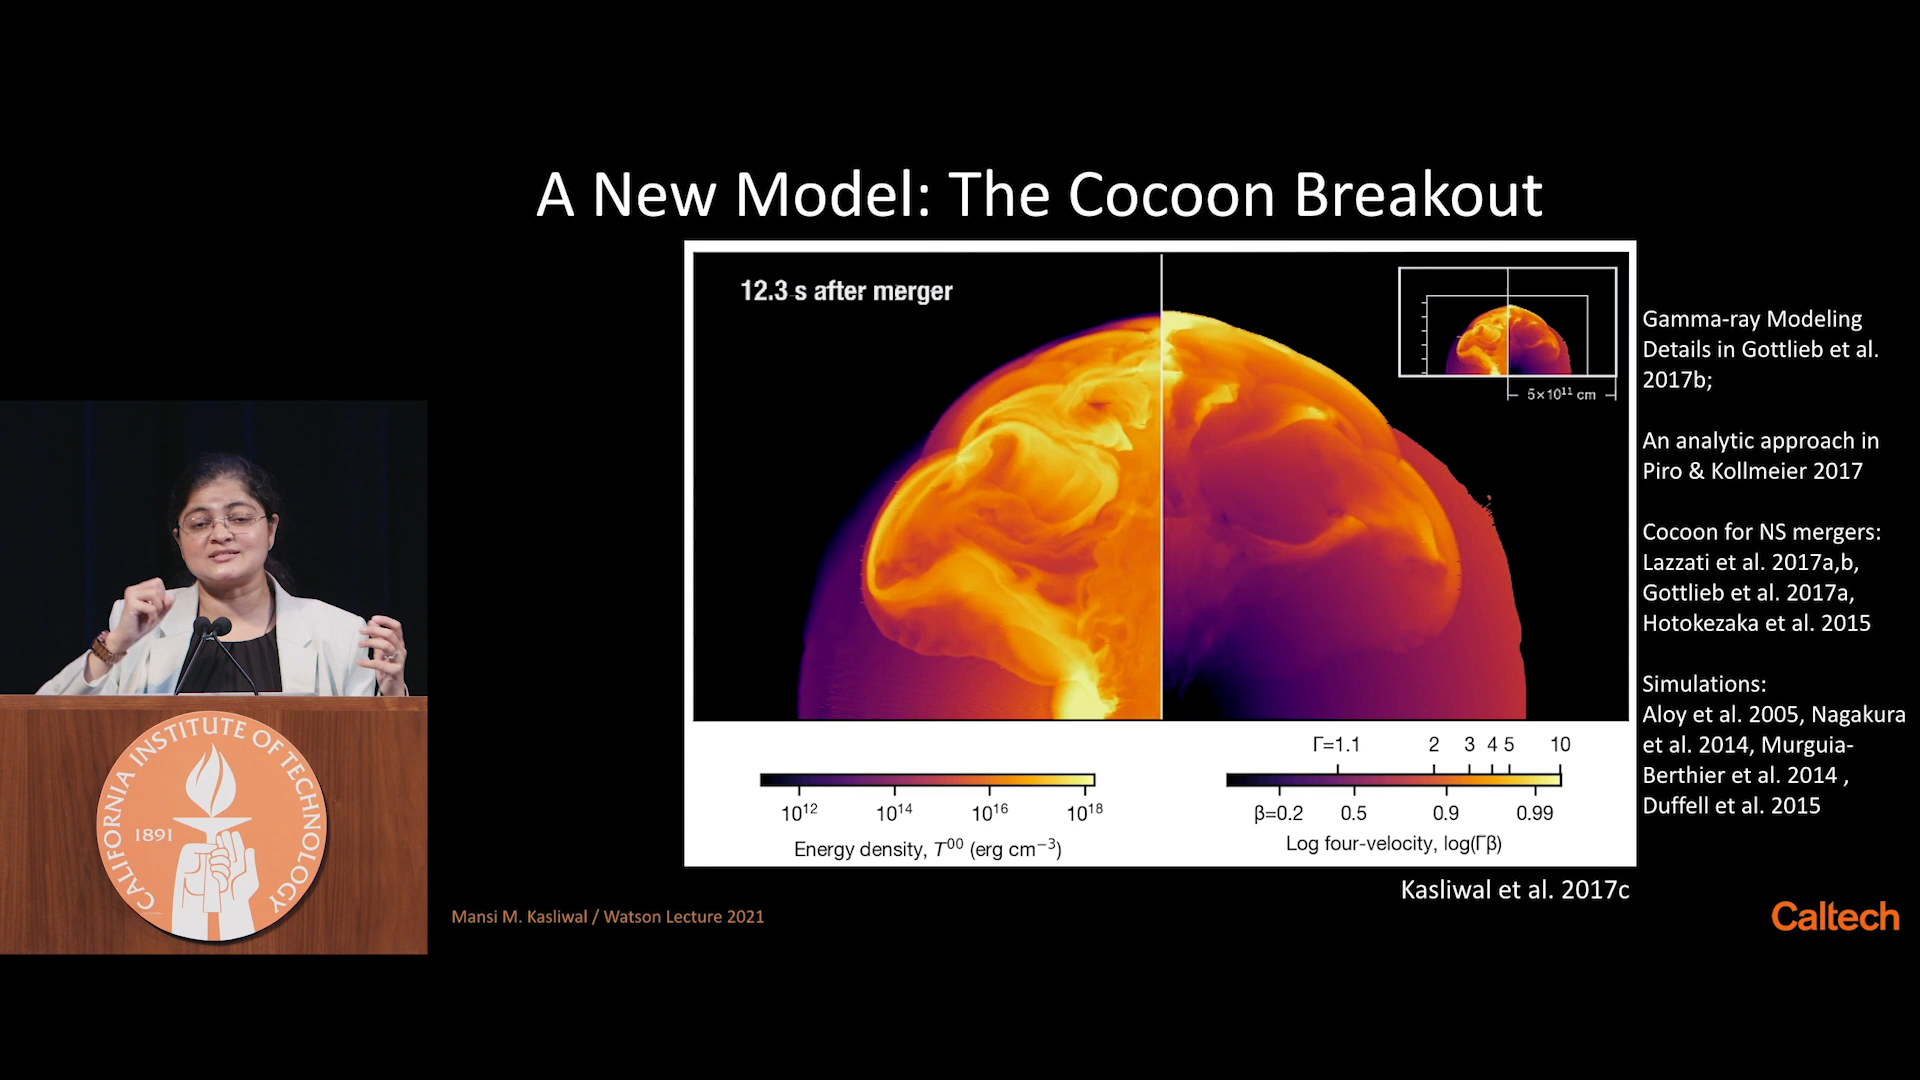 A New Model: The Cocoon Breakout
12.3 s after merger
5×10¹¹ cm
Gamma-ray Modeling
Details in Gottlieb et al.
2017b;
An analytic approach in
Piro & Kollmeier 2017
Cocoon for NS mergers:
Lazzati et al. 2017a,b,
Gottlieb et al. 2017a,
Hotokezaka et al. 2015
Simulations:
Aloy et al. 2005, Nagakura
et al. 2014, Murguia-
Berthier et al. 2014 ,
Duffell et al. 2015
10¹² 10¹⁴ 10¹⁶ 10¹⁸
Energy density, T⁰⁰ (erg cm⁻³)
Γ=1.1 2 3 4 5 10
β=0.2 0.5 0.9 0.99
Log four-velocity, log(Γβ)
Kasliwal et al. 2017c
Mansi M. Kasliwal / Watson Lecture 2021
Caltech
CALIFORNIA INSTITUTE OF TECHNOLOGY
1891